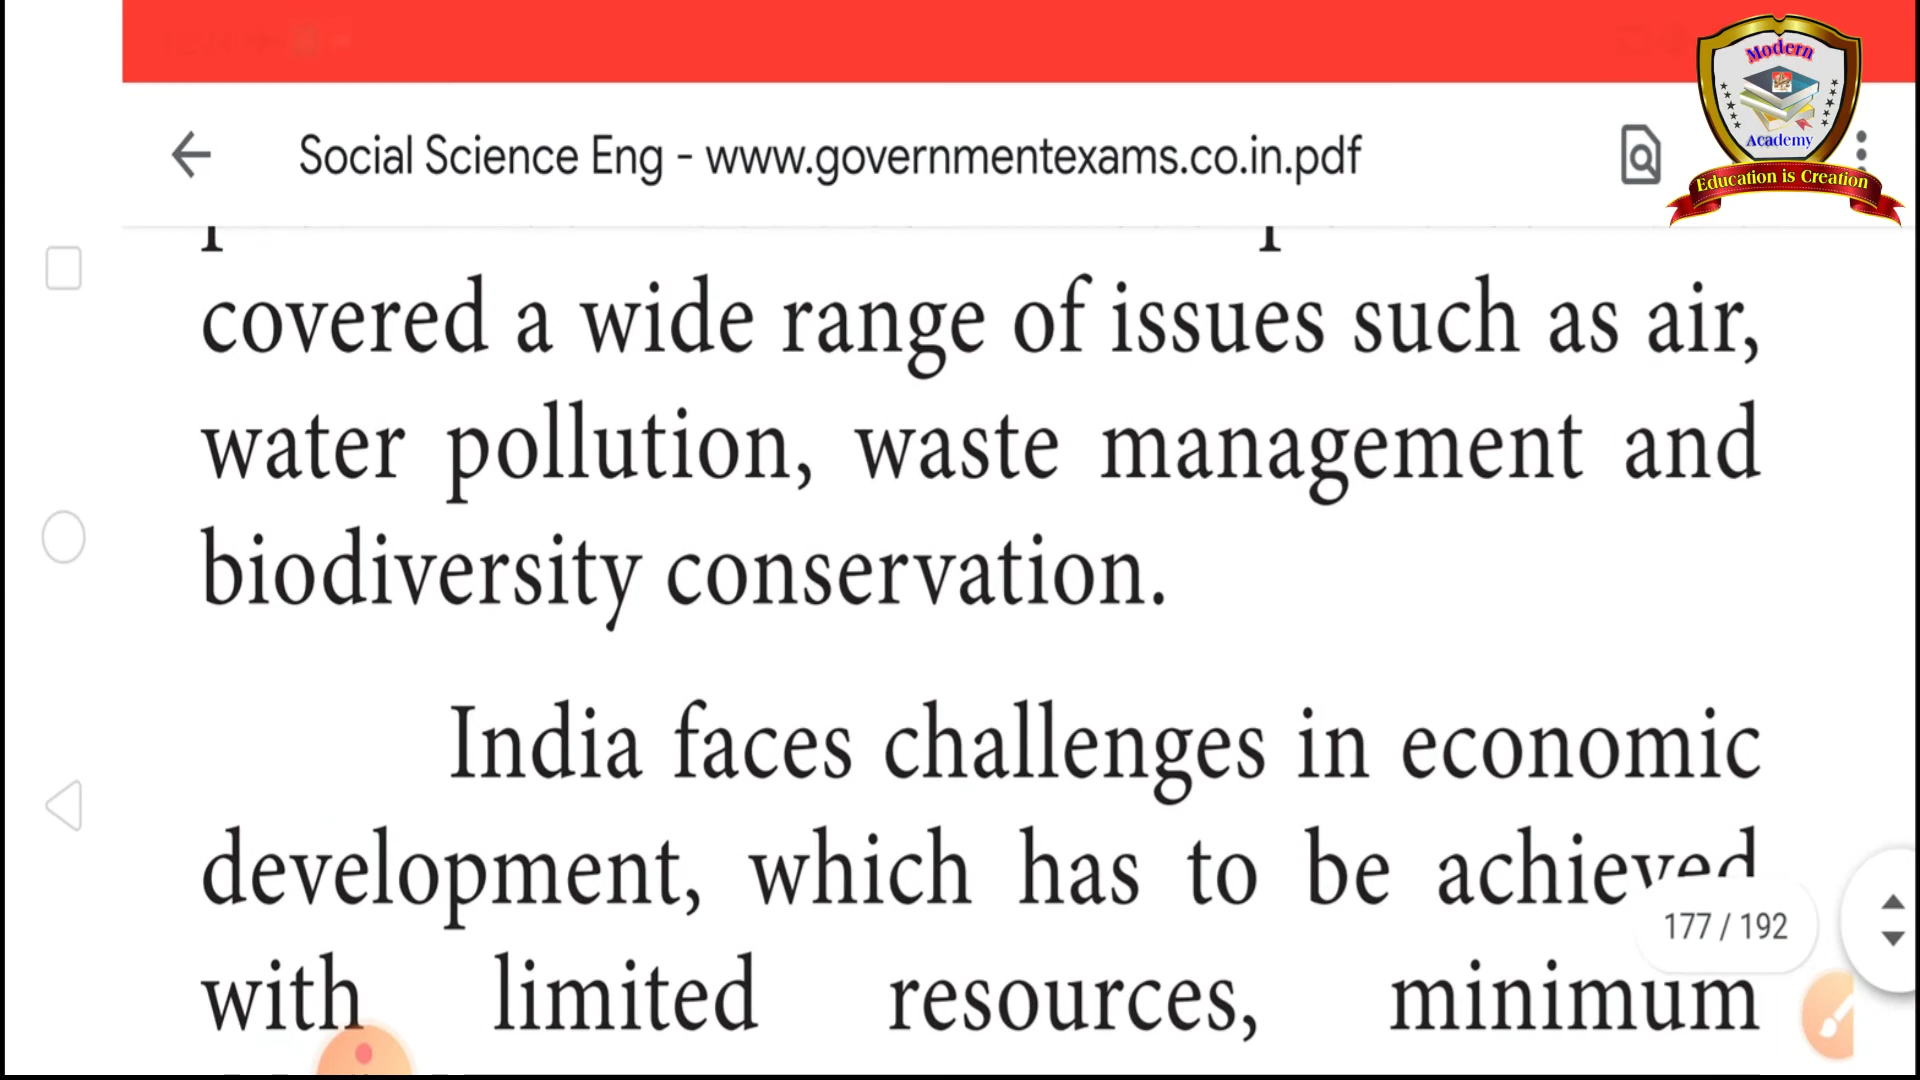 Modern
Academy
Education is Creation
Social Science Eng - www.governmentexams.co.in.pdf
covered a wide range of issues such as air,
water pollution, waste management and
biodiversity conservation.
India faces challenges in economic
development, which has to be achieved
177 / 192
with limited resources, minimum